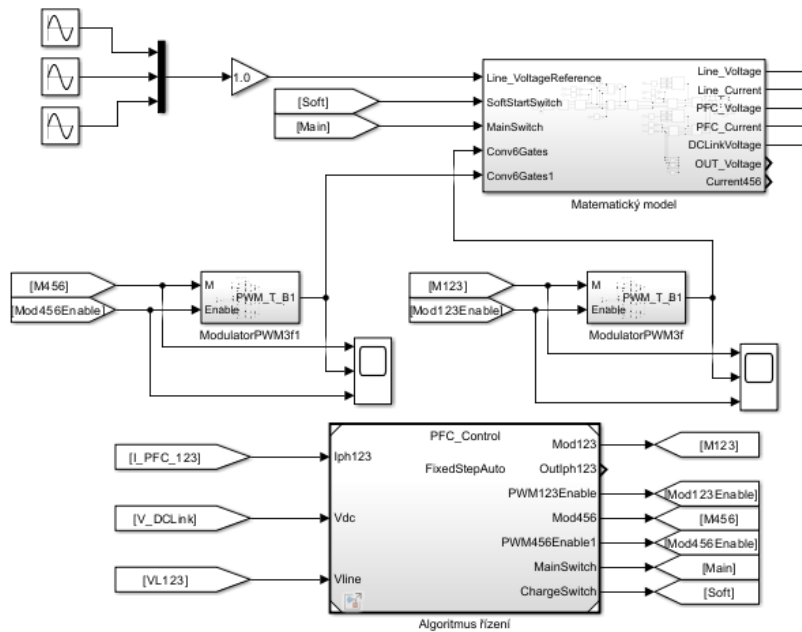 1.0
[Soft]
[Main]
Line_VoltageReference
SoftStartSwitch
MainSwitch
Conv6Gates
Conv6Gates1
Line_Voltage
Line_Current
PFC_Voltage
PFC_Current
DCLinkVoltage
OUT_Voltage
Current456
Matematický model
[M456]
[Mod456Enable]
M
Enable
PWM_T_B1
ModulatorPWM3f1
[M123]
[Mod123Enable]
M
Enable
PWM_T_B1
ModulatorPWM3f
[I_PFC_123]
[V_DCLink]
[VL123]
PFC_Control
FixedStepAuto
Iph123
Vdc
Vline
Mod123
OutIph123
PWM123Enable
Mod456
PWM456Enable1
MainSwitch
ChargeSwitch
[M123]
[Mod123Enable]
[M456]
[Mod456Enable]
[Main]
[Soft]
Algoritmus řízení